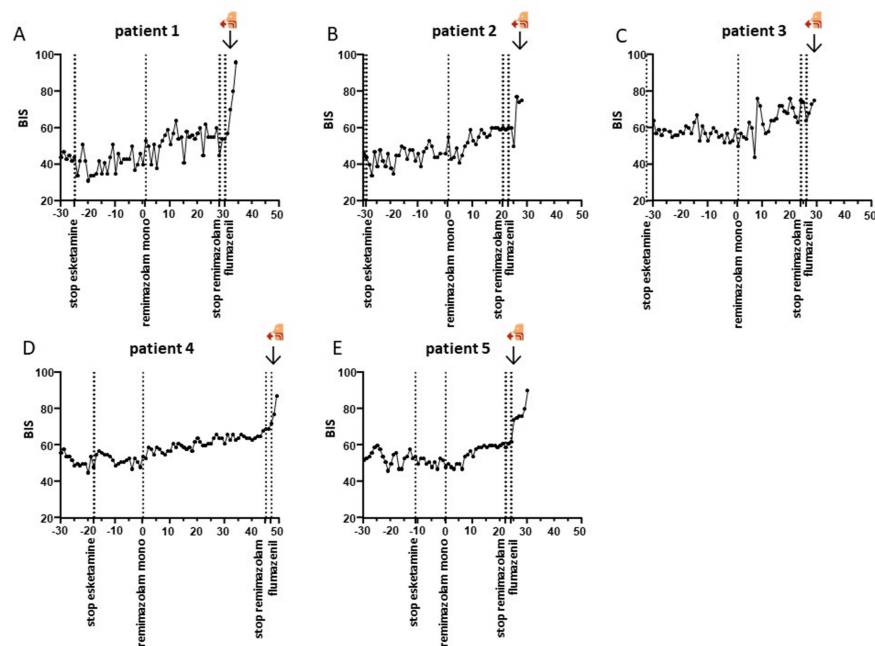 A
patient 1
BIS
100
80
60
40
20
-30
-20
-10
0
10
20
30
40
50
stop esketamine
remimazolam mono
stop remimazolam
flumazenil
B
patient 2
BIS
100
80
60
40
20
-30
-20
-10
0
10
20
30
40
50
stop esketamine
remimazolam mono
stop remimazolam
flumazenil
C
patient 3
BIS
100
80
60
40
20
-30
-20
-10
0
10
20
30
40
50
stop esketamine
remimazolam mono
stop remimazolam
flumazenil
D
patient 4
BIS
100
80
60
40
20
-30
-20
-10
0
10
20
30
40
50
stop esketamine
remimazolam mono
stop remimazolam
flumazenil
E
patient 5
BIS
100
80
60
40
20
-30
-20
-10
0
10
20
30
40
50
stop esketamine
remimazolam mono
stop remimazolam
flumazenil